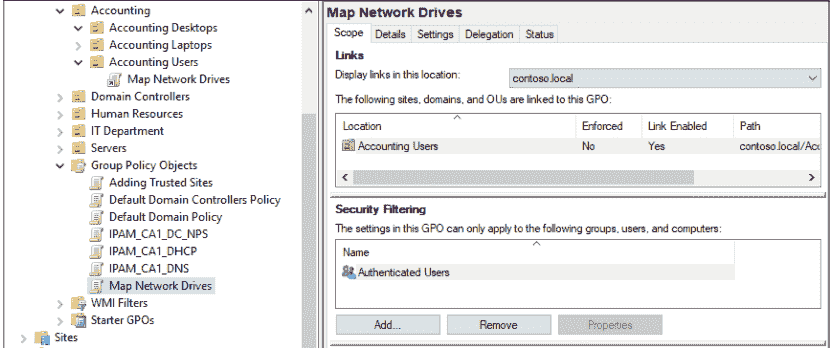 Accounting
Accounting Desktops
Accounting Laptops
Accounting Users
Map Network Drives
Domain Controllers
Human Resources
IT Department
Servers
Group Policy Objects
Adding Trusted Sites
Default Domain Controllers Policy
Default Domain Policy
IPAM_CA1_DC_NPS
IPAM_CA1_DHCP
IPAM_CA1_DNS
Map Network Drives
WMI Filters
Starter GPOs
Sites
Map Network Drives
Scope Details Settings Delegation Status
Links
Display links in this location: contoso.local
The following sites, domains, and OUs are linked to this GPO:
Location Enforced Link Enabled Path
Accounting Users No Yes contoso.local/Acc
Security Filtering
The settings in this GPO can only apply to the following groups, users, and computers:
Name
Authenticated Users
Add... Remove Properties